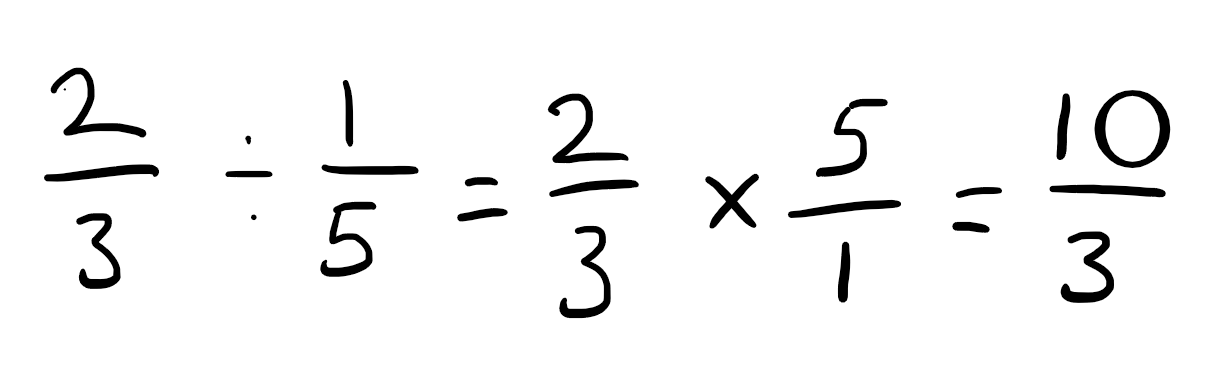 2/3 ÷ 1/5 = 2/3 × 5/1 = 10/3